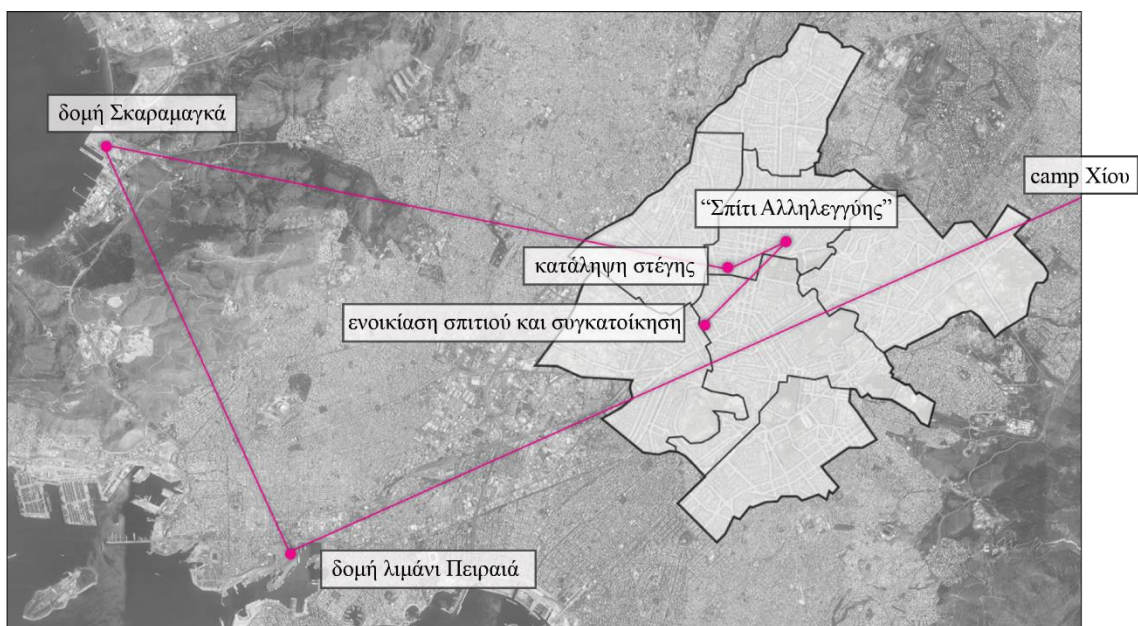 δομή Σκαραμαγκά
camp Χίου
“Σπίτι Αλληλεγγύης”
κατάληψη στέγης
ενοικίαση σπιτιού και συγκατοίκηση
δομή λιμάνι Πειραιά